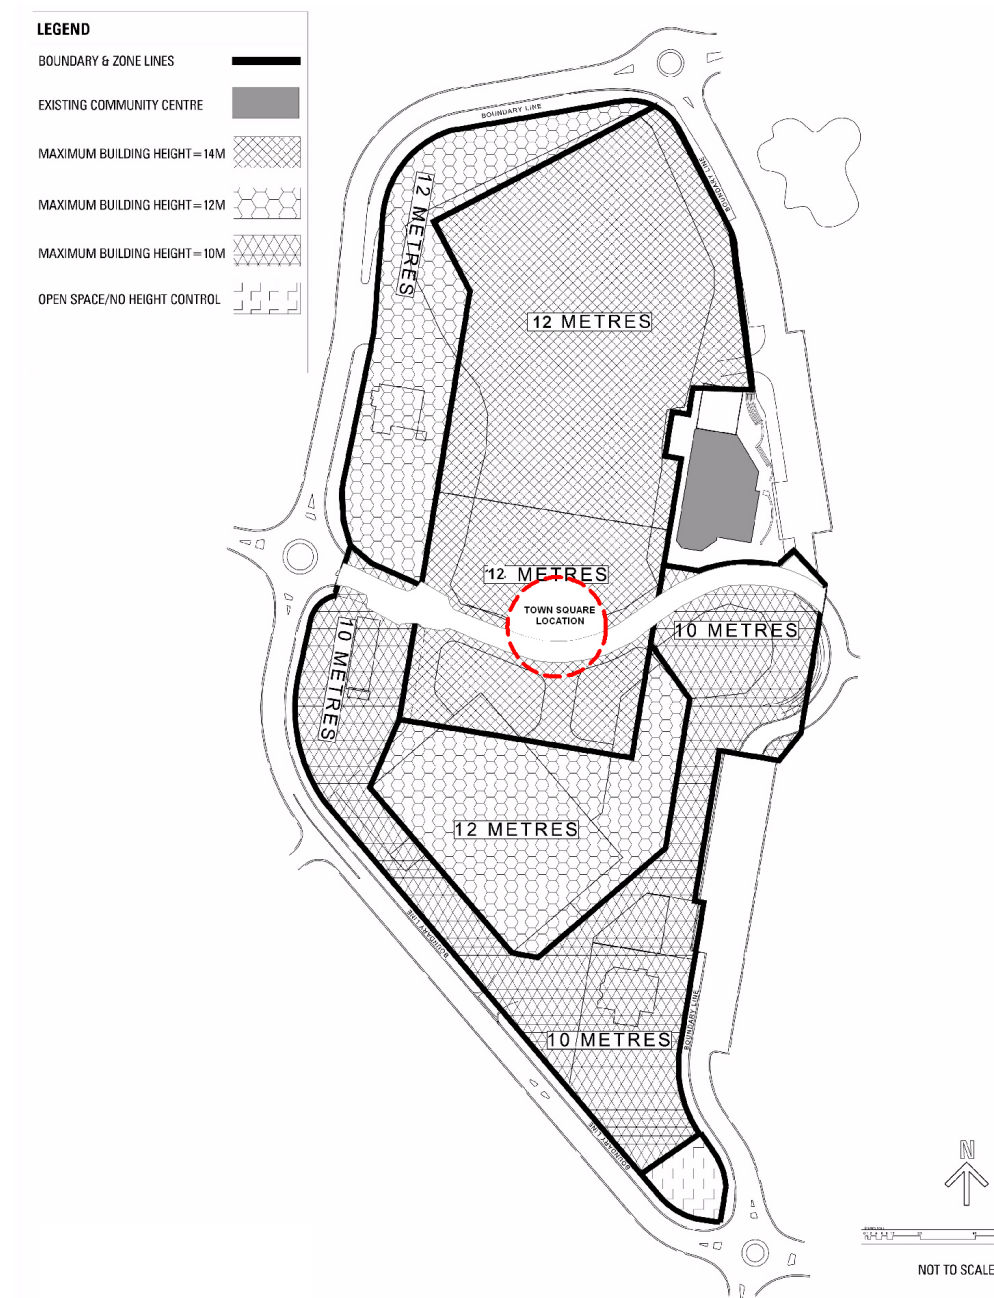 LEGEND
BOUNDARY & ZONE LINES
EXISTING COMMUNITY CENTRE
MAXIMUM BUILDING HEIGHT=14M
MAXIMUM BUILDING HEIGHT=12M
MAXIMUM BUILDING HEIGHT=10M
OPEN SPACE/NO HEIGHT CONTROL
BOUNDARY LINE
BOUNDARY LINE
12 METRES
12 METRES
12 METRES
TOWN SQUARE
LOCATION
10 METRES
10 METRES
12 METRES
BOUNDARY LINE
BOUNDARY LINE
10 METRES
BOUNDARY LINE
N
NOT TO SCALE